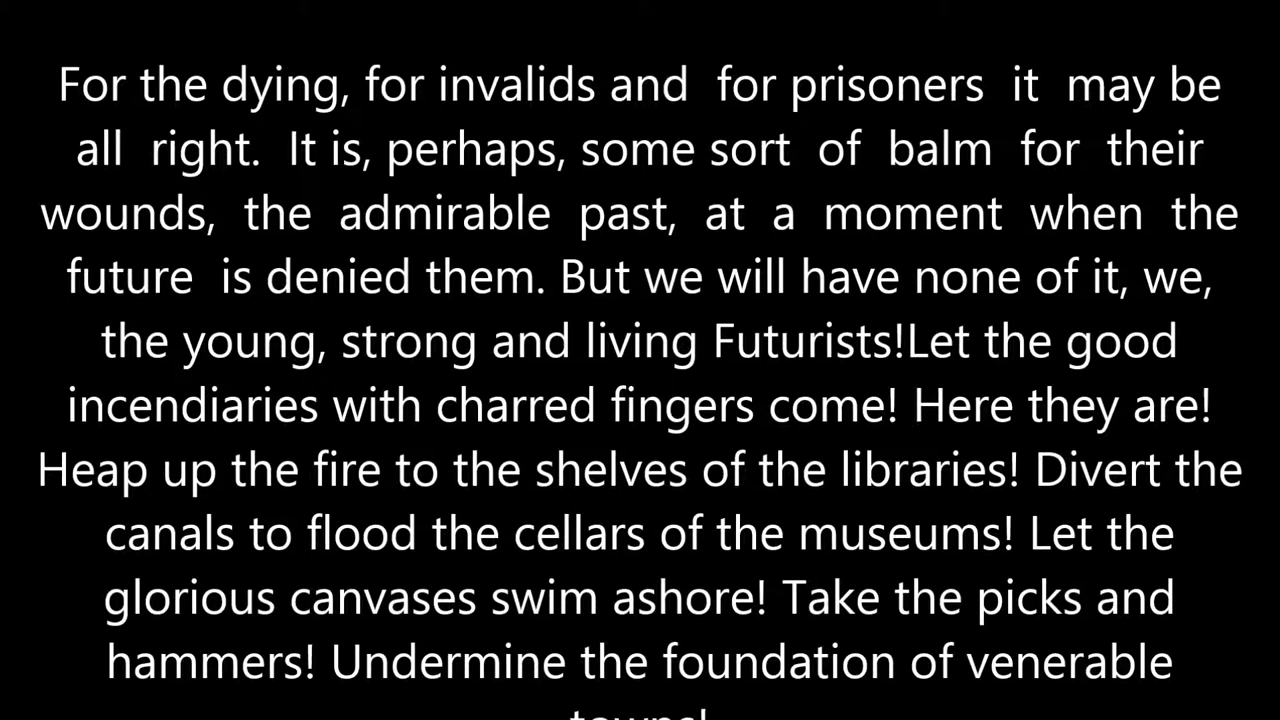 For the dying, for invalids and for prisoners it may be
all right. It is, perhaps, some sort of balm for their
wounds, the admirable past, at a moment when the
future is denied them. But we will have none of it, we,
the young, strong and living Futurists!Let the good
incendiaries with charred fingers come! Here they are!
Heap up the fire to the shelves of the libraries! Divert the
canals to flood the cellars of the museums! Let the
glorious canvases swim ashore! Take the picks and
hammers! Undermine the foundation of venerable
towns!